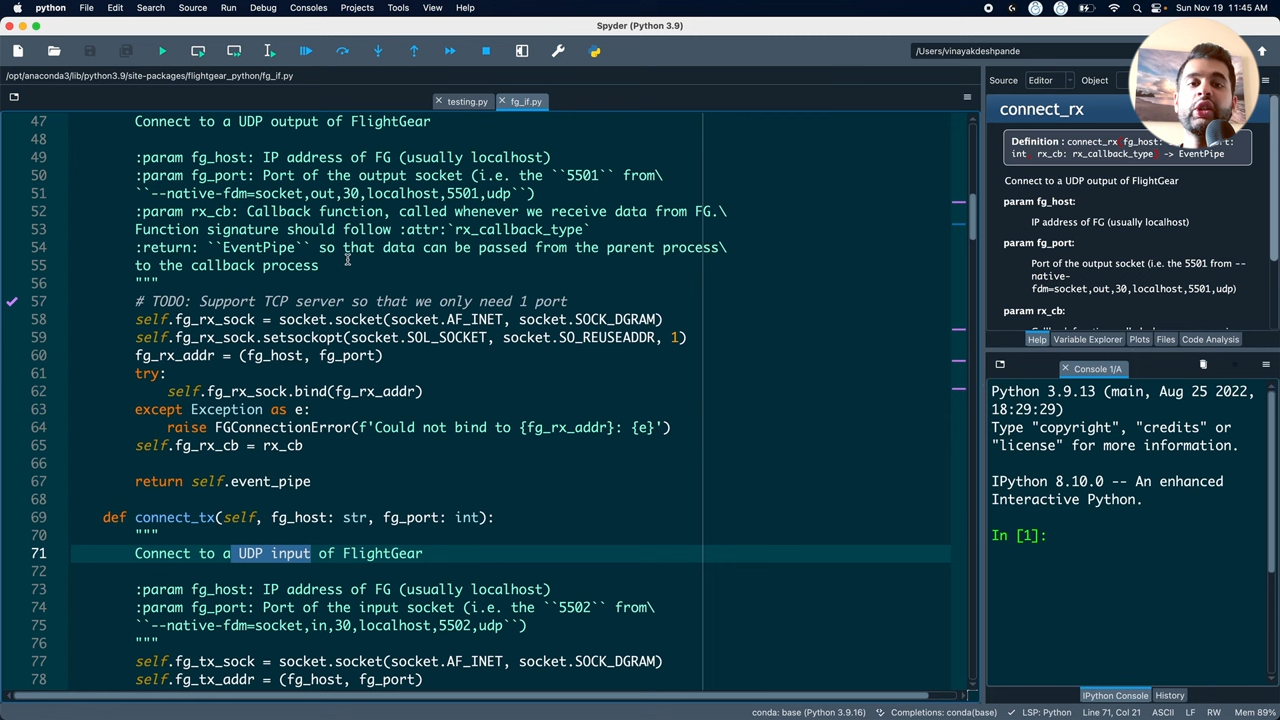 python File Edit Search Source Run Debug Consoles Projects Tools View Help Sun Nov 19 11:45 AM
Spyder (Python 3.9)
/Users/vinayakdeshpande
/opt/anaconda3/lib/python3.9/site-packages/flightgear_python/fg_if.py
testing.py fg_if.py
47 Connect to a UDP output of FlightGear
48
49 :param fg_host: IP address of FG (usually localhost)
50 :param fg_port: Port of the output socket (i.e. the ``5501`` from\
51 ``--native-fdm=socket,out,30,localhost,5501,udp``)
52 :param rx_cb: Callback function, called whenever we receive data from FG.\
53 Function signature should follow :attr:`rx_callback_type`
54 :return: ``EventPipe`` so that data can be passed from the parent process\
55 to the callback process
56 """
57 # TODO: Support TCP server so that we only need 1 port
58 self.fg_rx_sock = socket.socket(socket.AF_INET, socket.SOCK_DGRAM)
59 self.fg_rx_sock.setsockopt(socket.SOL_SOCKET, socket.SO_REUSEADDR, 1)
60 fg_rx_addr = (fg_host, fg_port)
61 try:
62 self.fg_rx_sock.bind(fg_rx_addr)
63 except Exception as e:
64 raise FGConnectionError(f'Could not bind to {fg_rx_addr}: {e}')
65 self.fg_rx_cb = rx_cb
66
67 return self.event_pipe
68
69 def connect_tx(self, fg_host: str, fg_port: int):
70 """
71 Connect to a UDP input of FlightGear
72
73 :param fg_host: IP address of FG (usually localhost)
74 :param fg_port: Port of the input socket (i.e. the ``5502`` from\
75 ``--native-fdm=socket,in,30,localhost,5502,udp``)
76 """
77 self.fg_tx_sock = socket.socket(socket.AF_INET, socket.SOCK_DGRAM)
78 self.fg_tx_addr = (fg_host, fg_port)
Source Editor Object
connect_rx
Definition : connect_rx(fg_host:
int, rx_cb: rx_callback_type) -> EventPipe
Connect to a UDP output of FlightGear
param fg_host:
IP address of FG (usually localhost)
param fg_port:
Port of the output socket (i.e. the 5501 from --
native-
fdm=socket,out,30,localhost,5501,udp)
param rx_cb:
Help Variable Explorer Plots Files Code Analysis
Console 1/A
Python 3.9.13 (main, Aug 25 2022,
18:29:29)
Type "copyright", "credits" or
"license" for more information.
IPython 8.10.0 -- An enhanced
Interactive Python.
In [1]:
IPython Console History
conda: base (Python 3.9.16) Completions: conda(base) LSP: Python Line 71, Col 21 ASCII LF RW Mem 89%